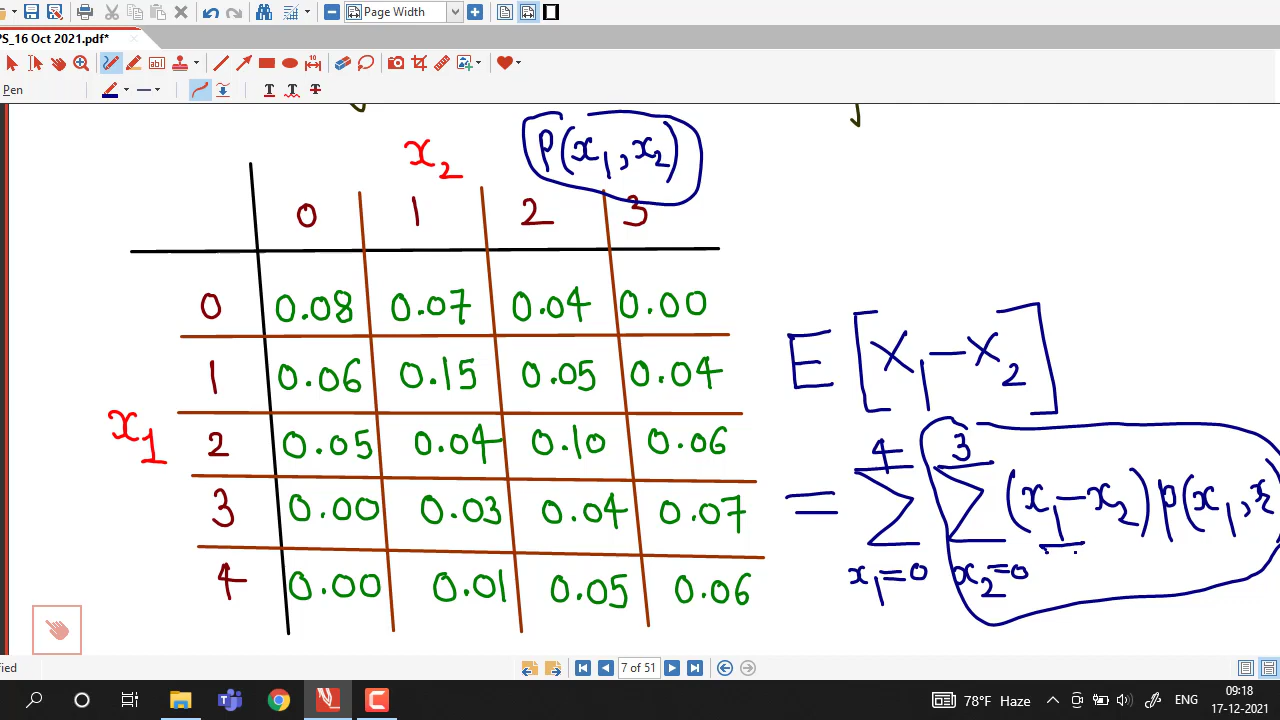 Page Width
PS_16 Oct 2021.pdf*
Pen
x₂ P(x₁,x₂)
0 1 2 3
0 0.08 0.07 0.04 0.00
1 0.06 0.15 0.05 0.04
x₁ 2 0.05 0.04 0.10 0.06
3 0.00 0.03 0.04 0.07
4 0.00 0.01 0.05 0.06
E[X₁-X₂]
4 3
= Σ Σ (x₁-x₂) P(x₁,x₂
x₁=0 x₂=0
fied
7 of 51
78°F Haze
ENG
09:18
17-12-2021